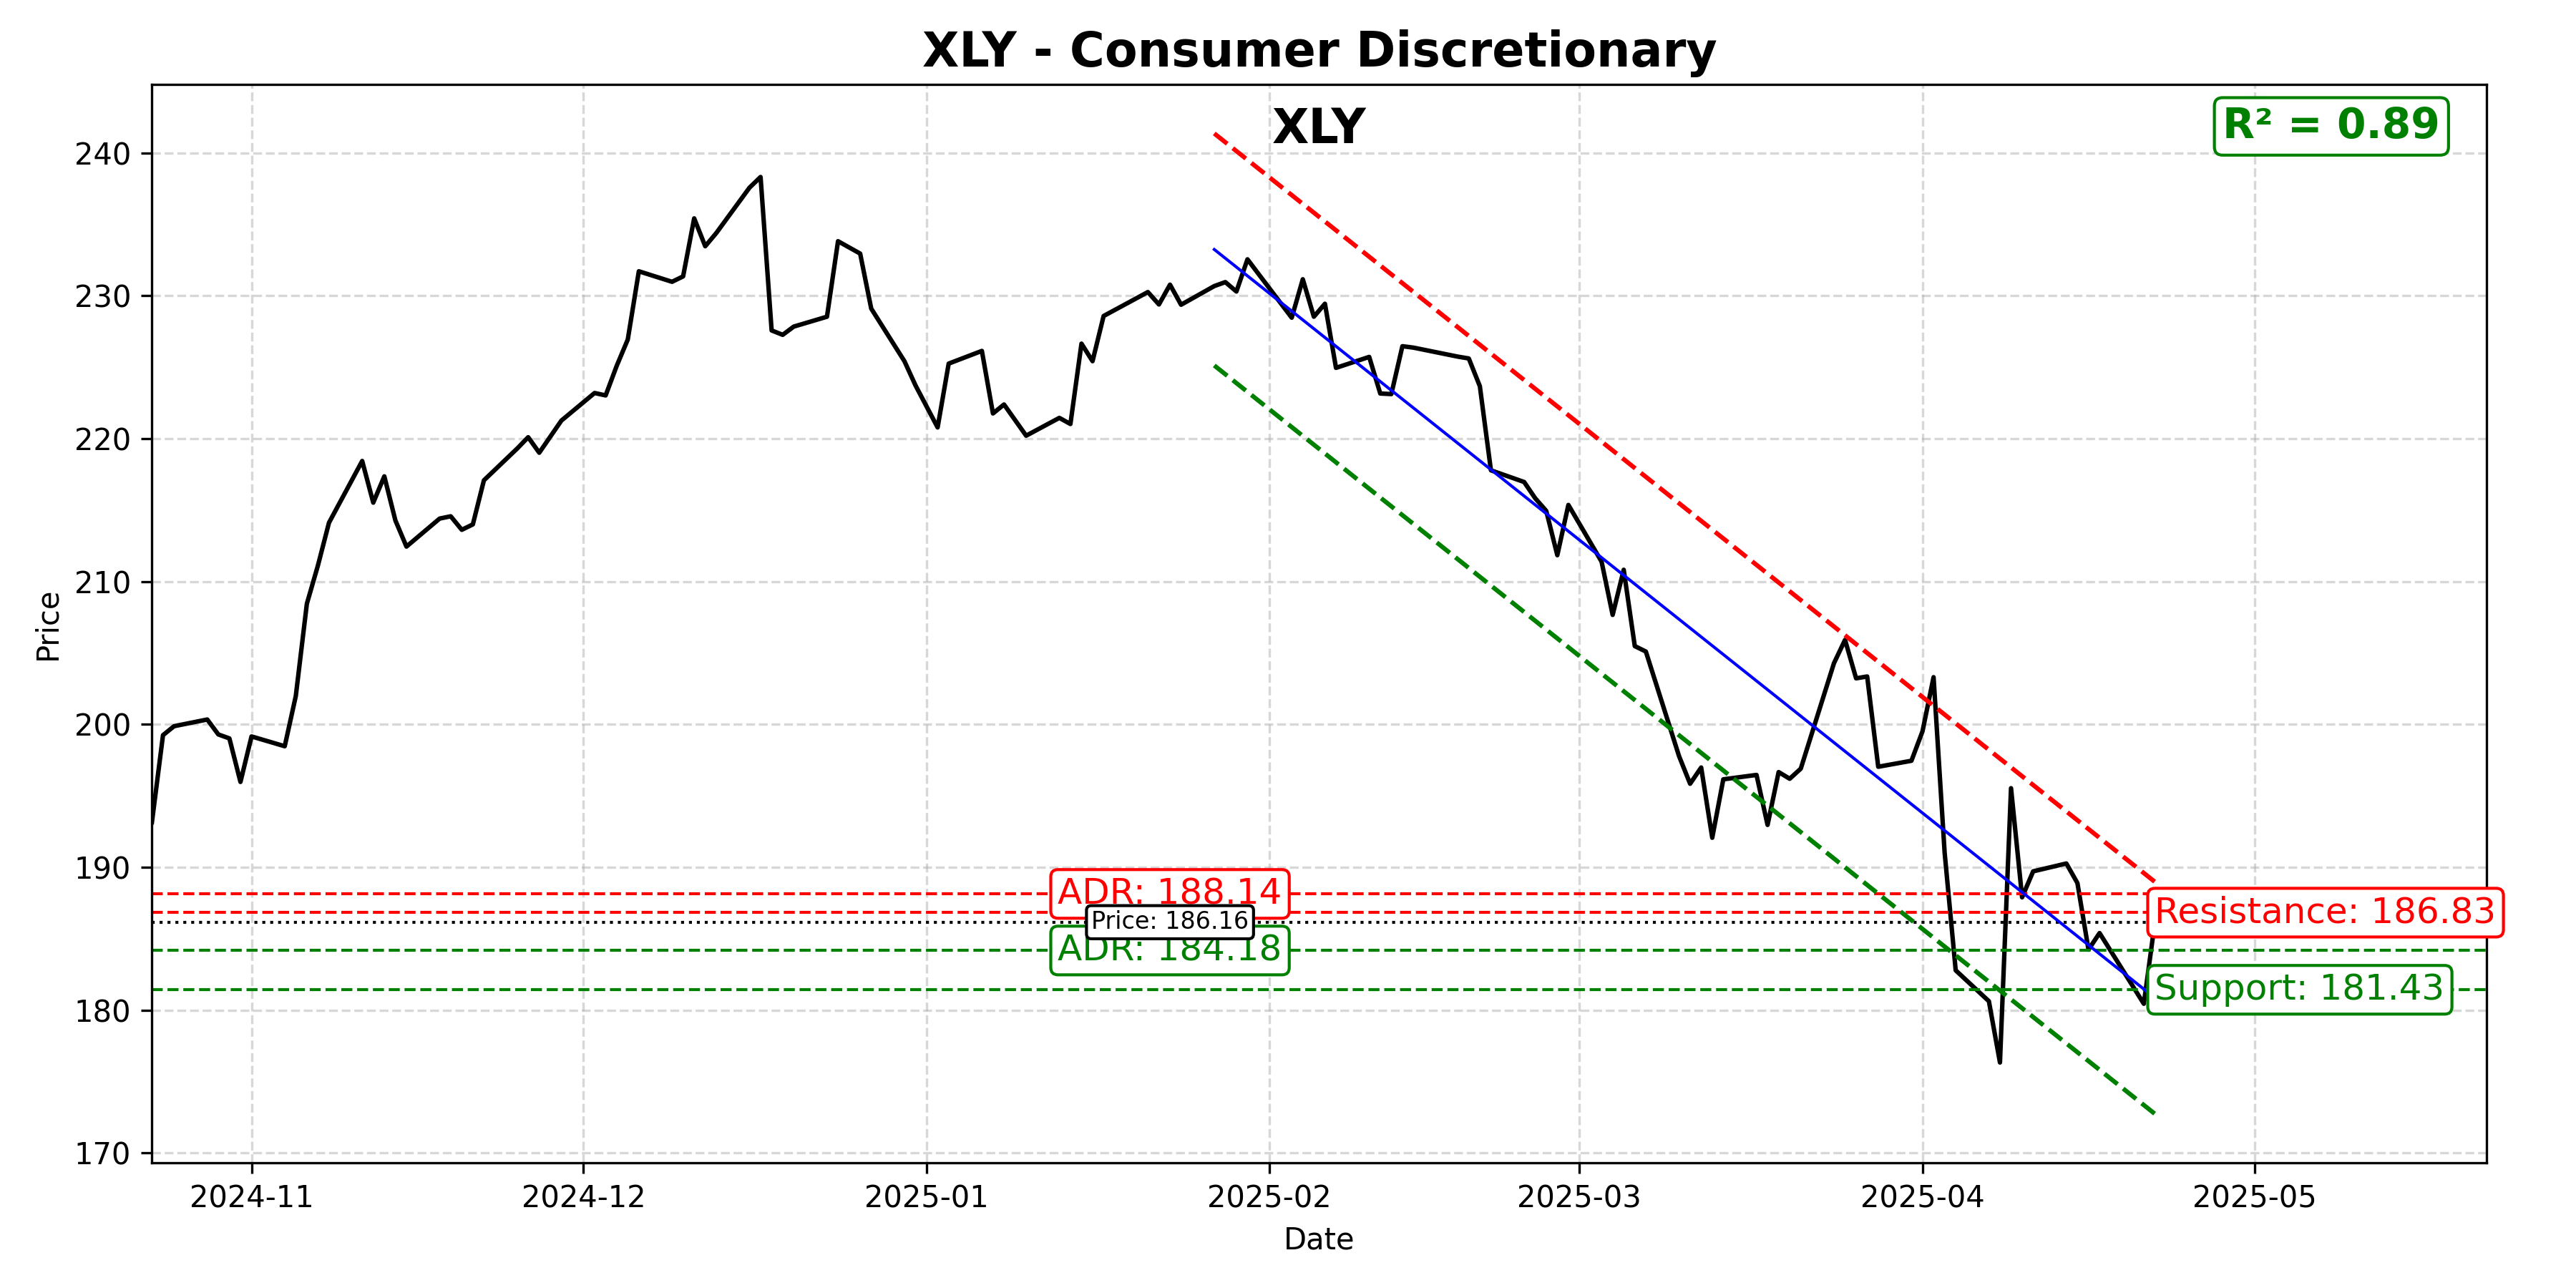 XLY - Consumer Discretionary
XLY
R² = 0.89
Price
240
230
220
210
200
190
180
170
ADR: 188.14
Price: 186.16
ADR: 184.18
Resistance: 186.83
Support: 181.43
2024-11
2024-12
2025-01
2025-02
2025-03
2025-04
2025-05
Date